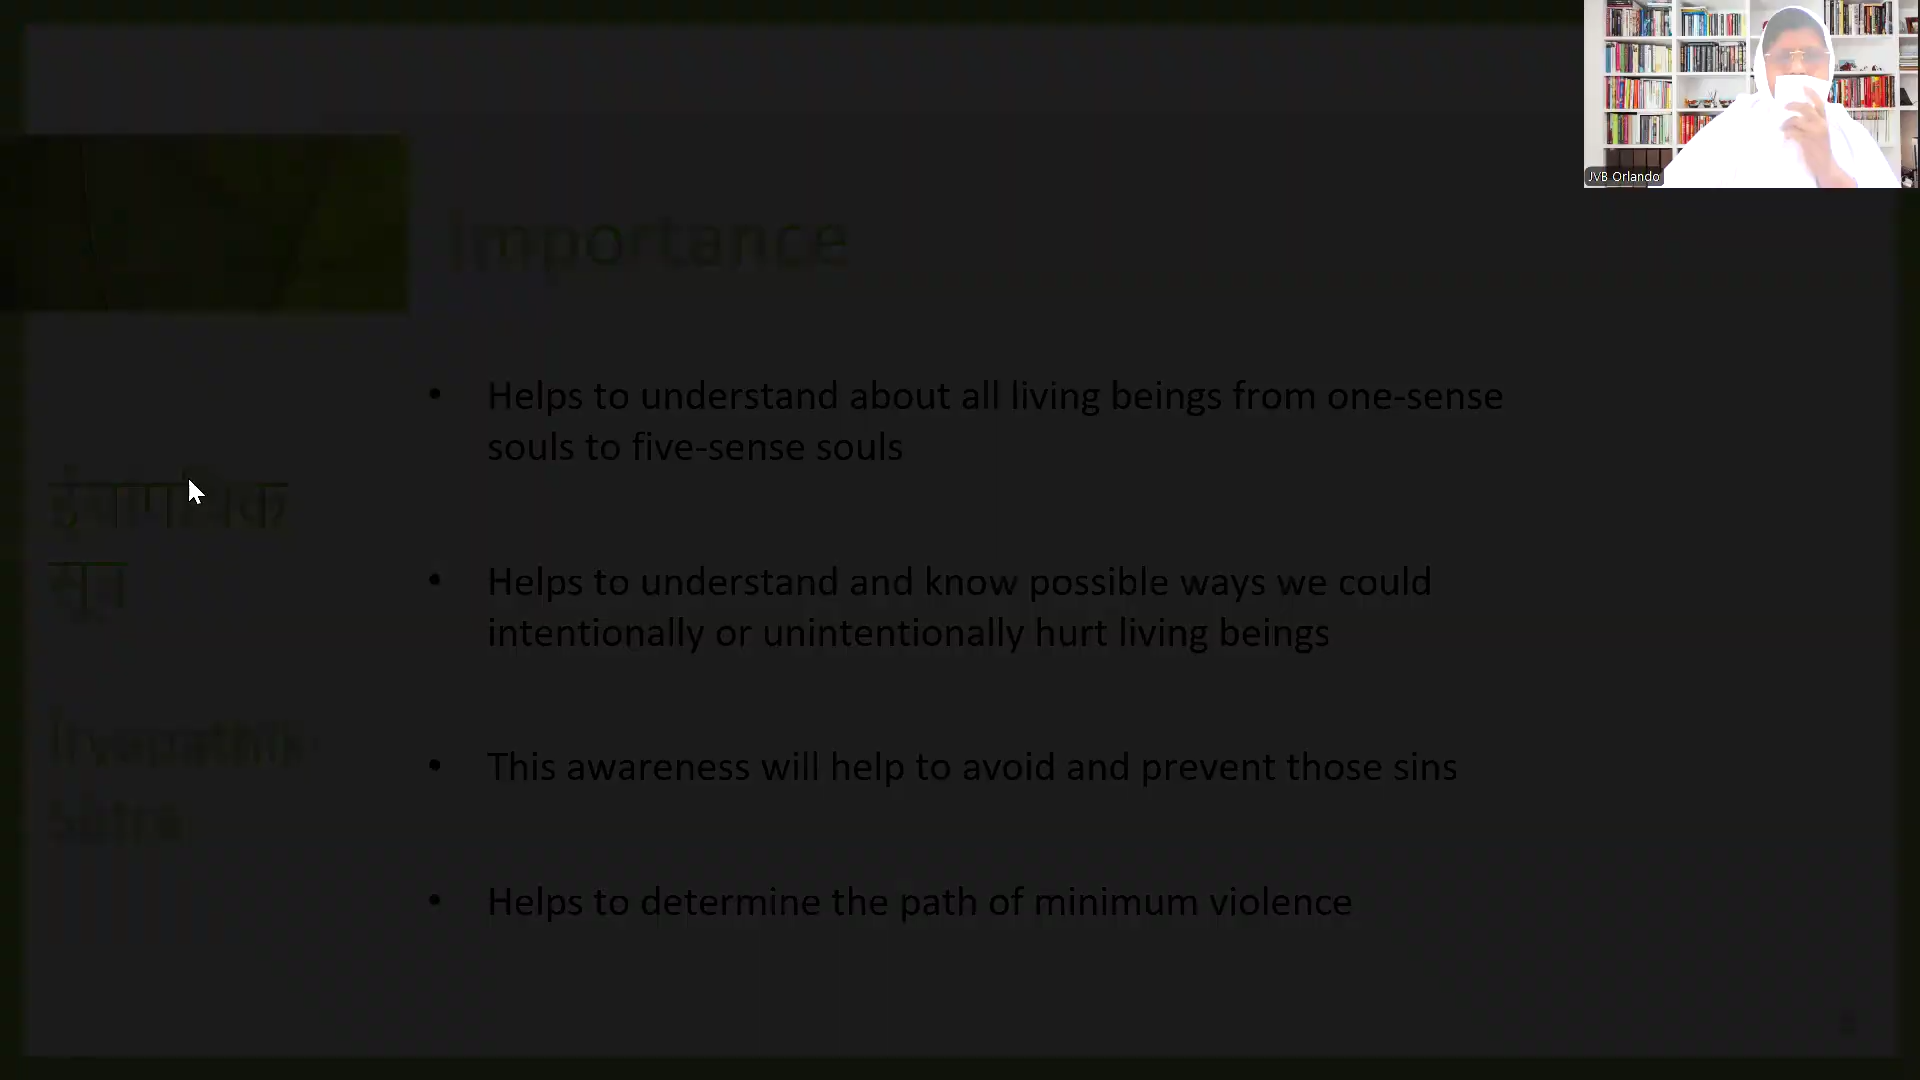 JVB Orlando
Importance
• Helps to understand about all living beings from one-sense
souls to five-sense souls
• Helps to understand and know possible ways we could
intentionally or unintentionally hurt living beings
• This awareness will help to avoid and prevent those sins
• Helps to determine the path of minimum violence
सूत्र